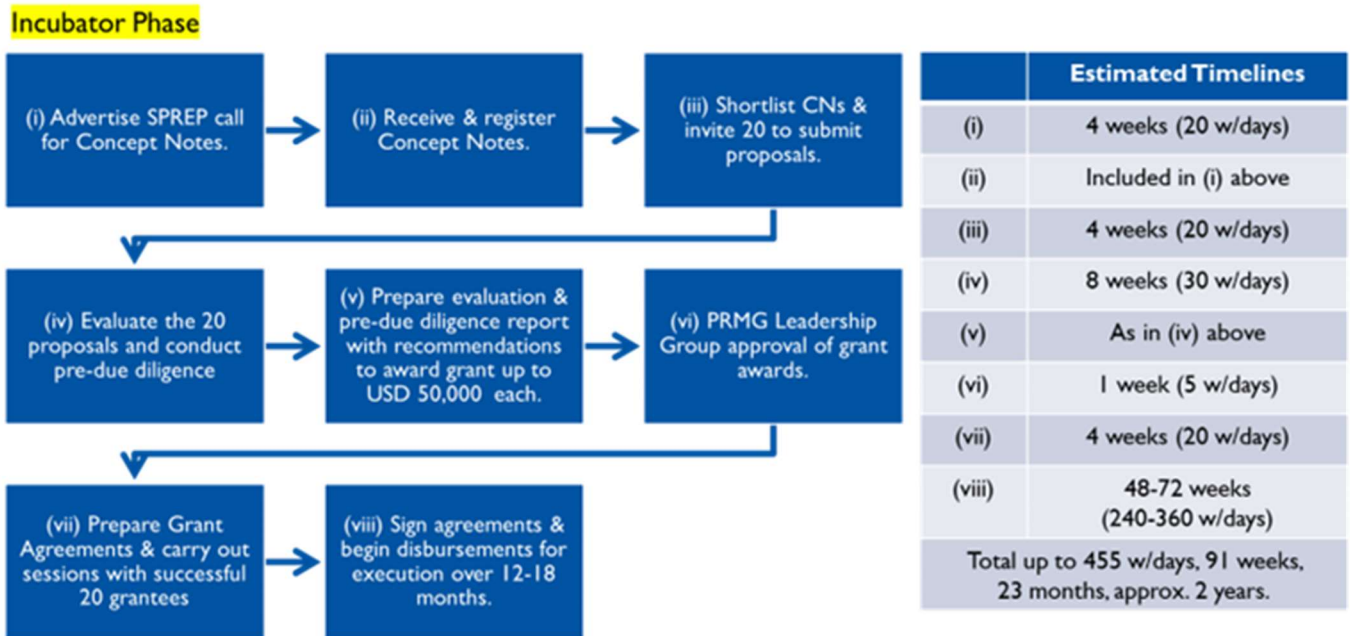 Incubator Phase
(i) Advertise SPREP call
for Concept Notes.
(ii) Receive & register
Concept Notes.
(iii) Shortlist CNs &
invite 20 to submit
proposals.
(iv) Evaluate the 20
proposals and conduct
pre-due diligence
(v) Prepare evaluation &
pre-due diligence report
with recommendations
to award grant up to
USD 50,000 each.
(vi) PRMG Leadership
Group approval of grant
awards.
(vii) Prepare Grant
Agreements & carry out
sessions with successful
20 grantees
(viii) Sign agreements &
begin disbursements for
execution over 12-18
months.
Estimated Timelines
(i) 4 weeks (20 w/days)
(ii) Included in (i) above
(iii) 4 weeks (20 w/days)
(iv) 8 weeks (30 w/days)
(v) As in (iv) above
(vi) 1 week (5 w/days)
(vii) 4 weeks (20 w/days)
(viii) 48-72 weeks
(240-360 w/days)
Total up to 455 w/days, 91 weeks,
23 months, approx. 2 years.